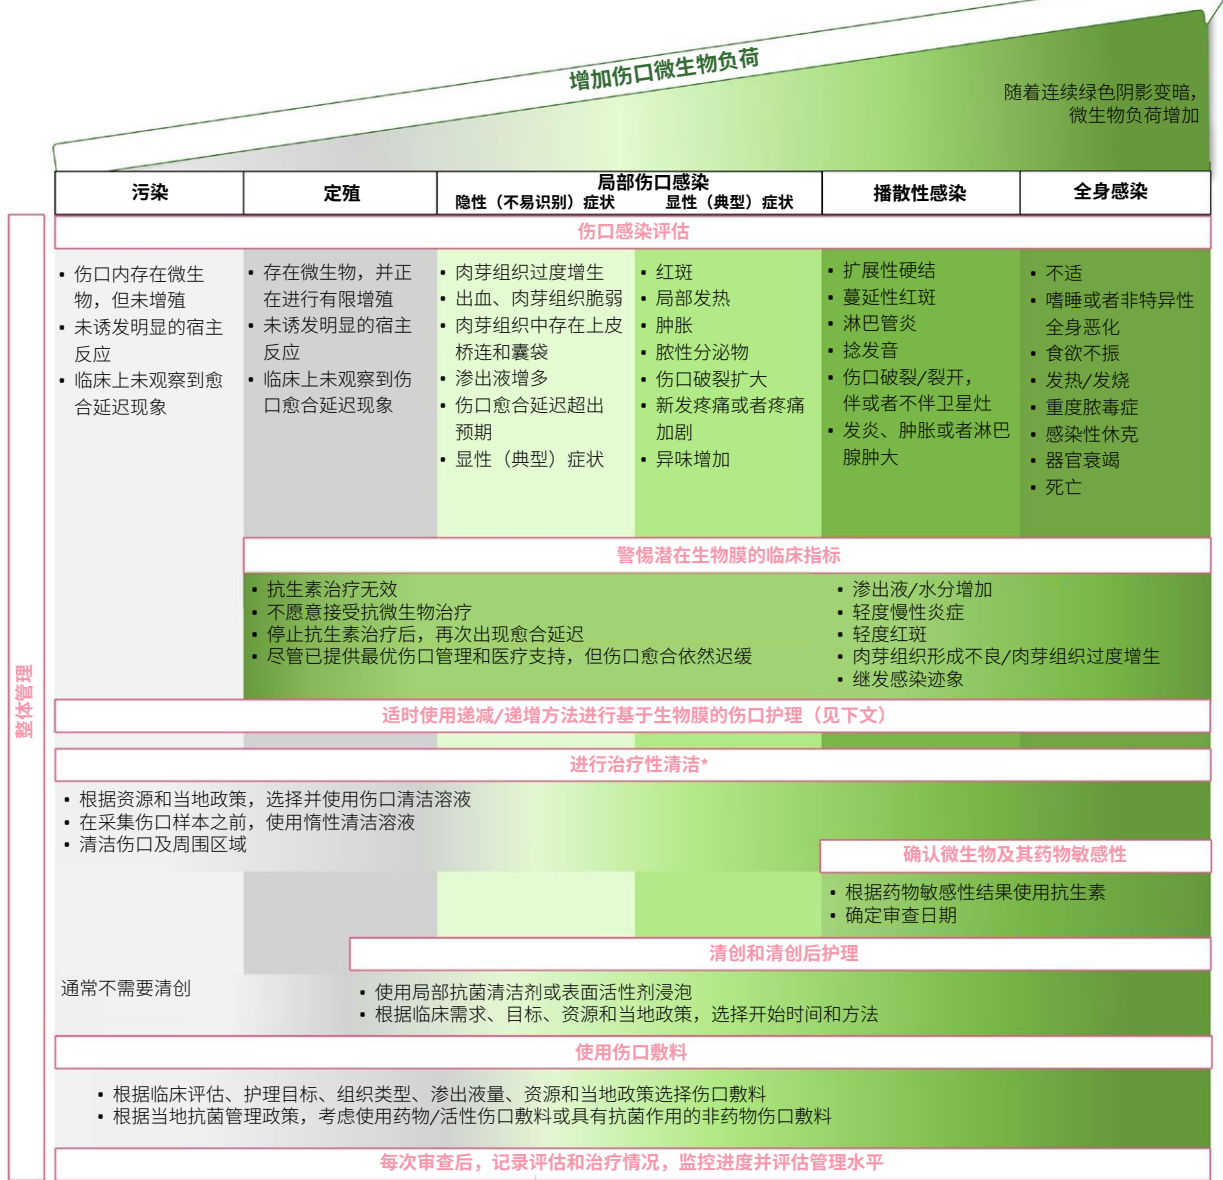 增加伤口微生物负荷
随着连续绿色阴影变暗，
微生物负荷增加
污染
定殖
局部伤口感染
隐性（不易识别）症状
显性（典型）症状
播散性感染
全身感染
整体管理
伤口感染评估
• 伤口内存在微生
物，但未增殖
• 未诱发明显的宿主
反应
• 临床上未观察到愈
合延迟现象
• 存在微生物，并正
在进行有限增殖
• 未诱发明显的宿主
反应
• 临床上未观察到伤
口愈合延迟现象
• 肉芽组织过度增生
• 出血、肉芽组织脆弱
• 肉芽组织中存在上皮
桥连和囊袋
• 渗出液增多
• 伤口愈合延迟超出
预期
• 显性（典型）症状
• 红斑
• 局部发热
• 肿胀
• 脓性分泌物
• 伤口破裂扩大
• 新发疼痛或者疼痛
加剧
• 异味增加
• 扩展性硬结
• 蔓延性红斑
• 淋巴管炎
• 捻发音
• 伤口破裂/裂开，
伴或者不伴卫星灶
• 发炎、肿胀或者淋巴
腺肿大
• 不适
• 嗜睡或者非特异性
全身恶化
• 食欲不振
• 发热/发烧
• 重度脓毒症
• 感染性休克
• 器官衰竭
• 死亡
警惕潜在生物膜的临床指标
• 抗生素治疗无效
• 不愿意接受抗微生物治疗
• 停止抗生素治疗后，再次出现愈合延迟
• 尽管已提供最优伤口管理和医疗支持，但伤口愈合依然迟缓
• 渗出液/水分增加
• 轻度慢性炎症
• 轻度红斑
• 肉芽组织形成不良/肉芽组织过度增生
• 继发感染迹象
适时使用递减/递增方法进行基于生物膜的伤口护理（见下文）
进行治疗性清洁*
• 根据资源和当地政策，选择并使用伤口清洁溶液
• 在采集伤口样本之前，使用惰性清洁溶液
• 清洁伤口及周围区域
确认微生物及其药物敏感性
• 根据药物敏感性结果使用抗生素
• 确定审查日期
清创和清创后护理
通常不需要清创
• 使用局部抗菌清洁剂或表面活性剂浸泡
• 根据临床需求、目标、资源和当地政策，选择开始时间和方法
使用伤口敷料
• 根据临床评估、护理目标、组织类型、渗出液量、资源和当地政策选择伤口敷料
• 根据当地抗菌管理政策，考虑使用药物/活性伤口敷料或具有抗菌作用的非药物伤口敷料
每次审查后，记录评估和治疗情况，监控进度并评估管理水平